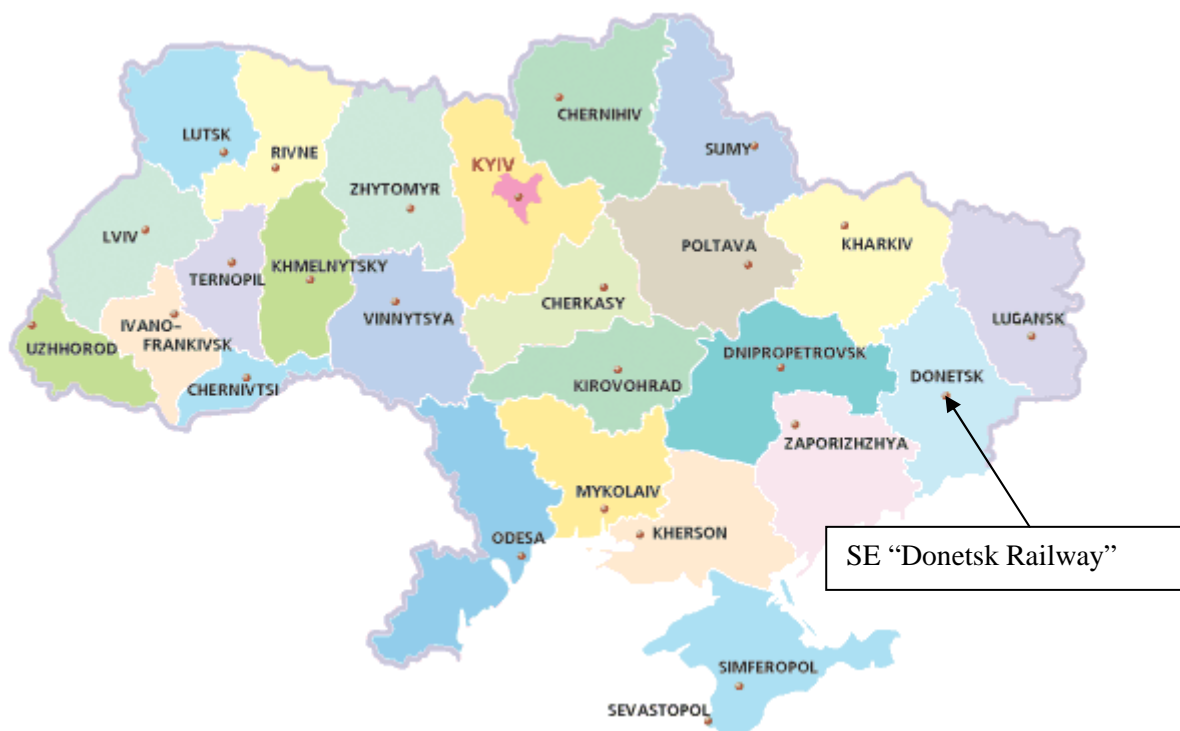 CHERNIHIV
LUTSK
RIVNE
SUMY
KYIV
ZHYTOMYR
LVIV
POLTAVA
KHARKIV
TERNOPIL
KHMELNYTSKY
CHERKASY
VINNYTSYA
LUGANSK
IVANO-
FRANKIVSK
UZHHOROD
DNIPROPETROVSK
DONETSK
CHERNIVTSI
KIROVOHRAD
ZAPORIZHZHYA
MYKOLAIV
KHERSON
ODESA
SE “Donetsk Railway”
SIMFEROPOL
SEVASTOPOL